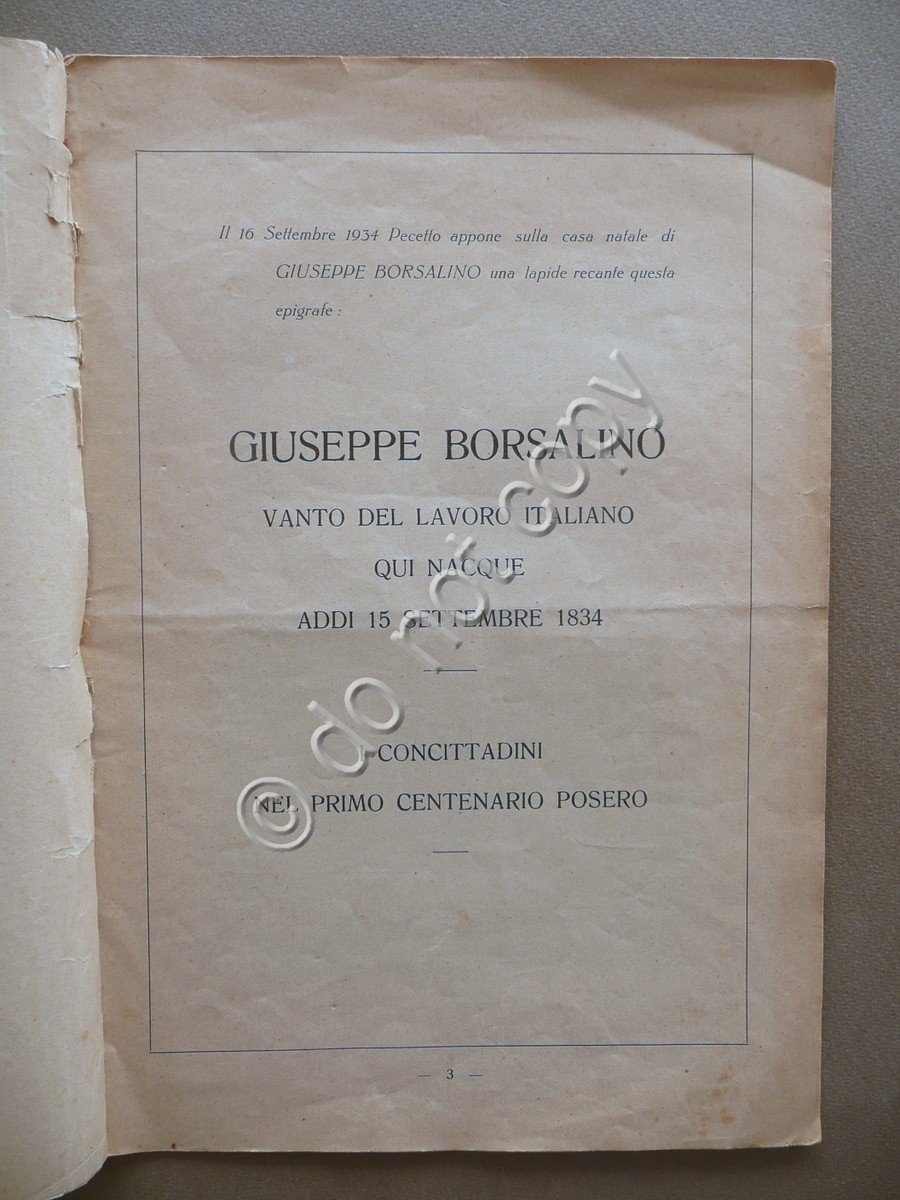 Il 16 Settembre 1934 Pecetto appone sulla casa natale di
GIUSEPPE BORSALINO una lapide recante questa
epigrafe :
GIUSEPPE BORSALINO
VANTO DEL LAVORO ITALIANO
QUI NACQUE
ADDI 15 SETTEMBRE 1834
I CONCITTADINI
NEL PRIMO CENTENARIO POSERO
— 3 —
© do not copy